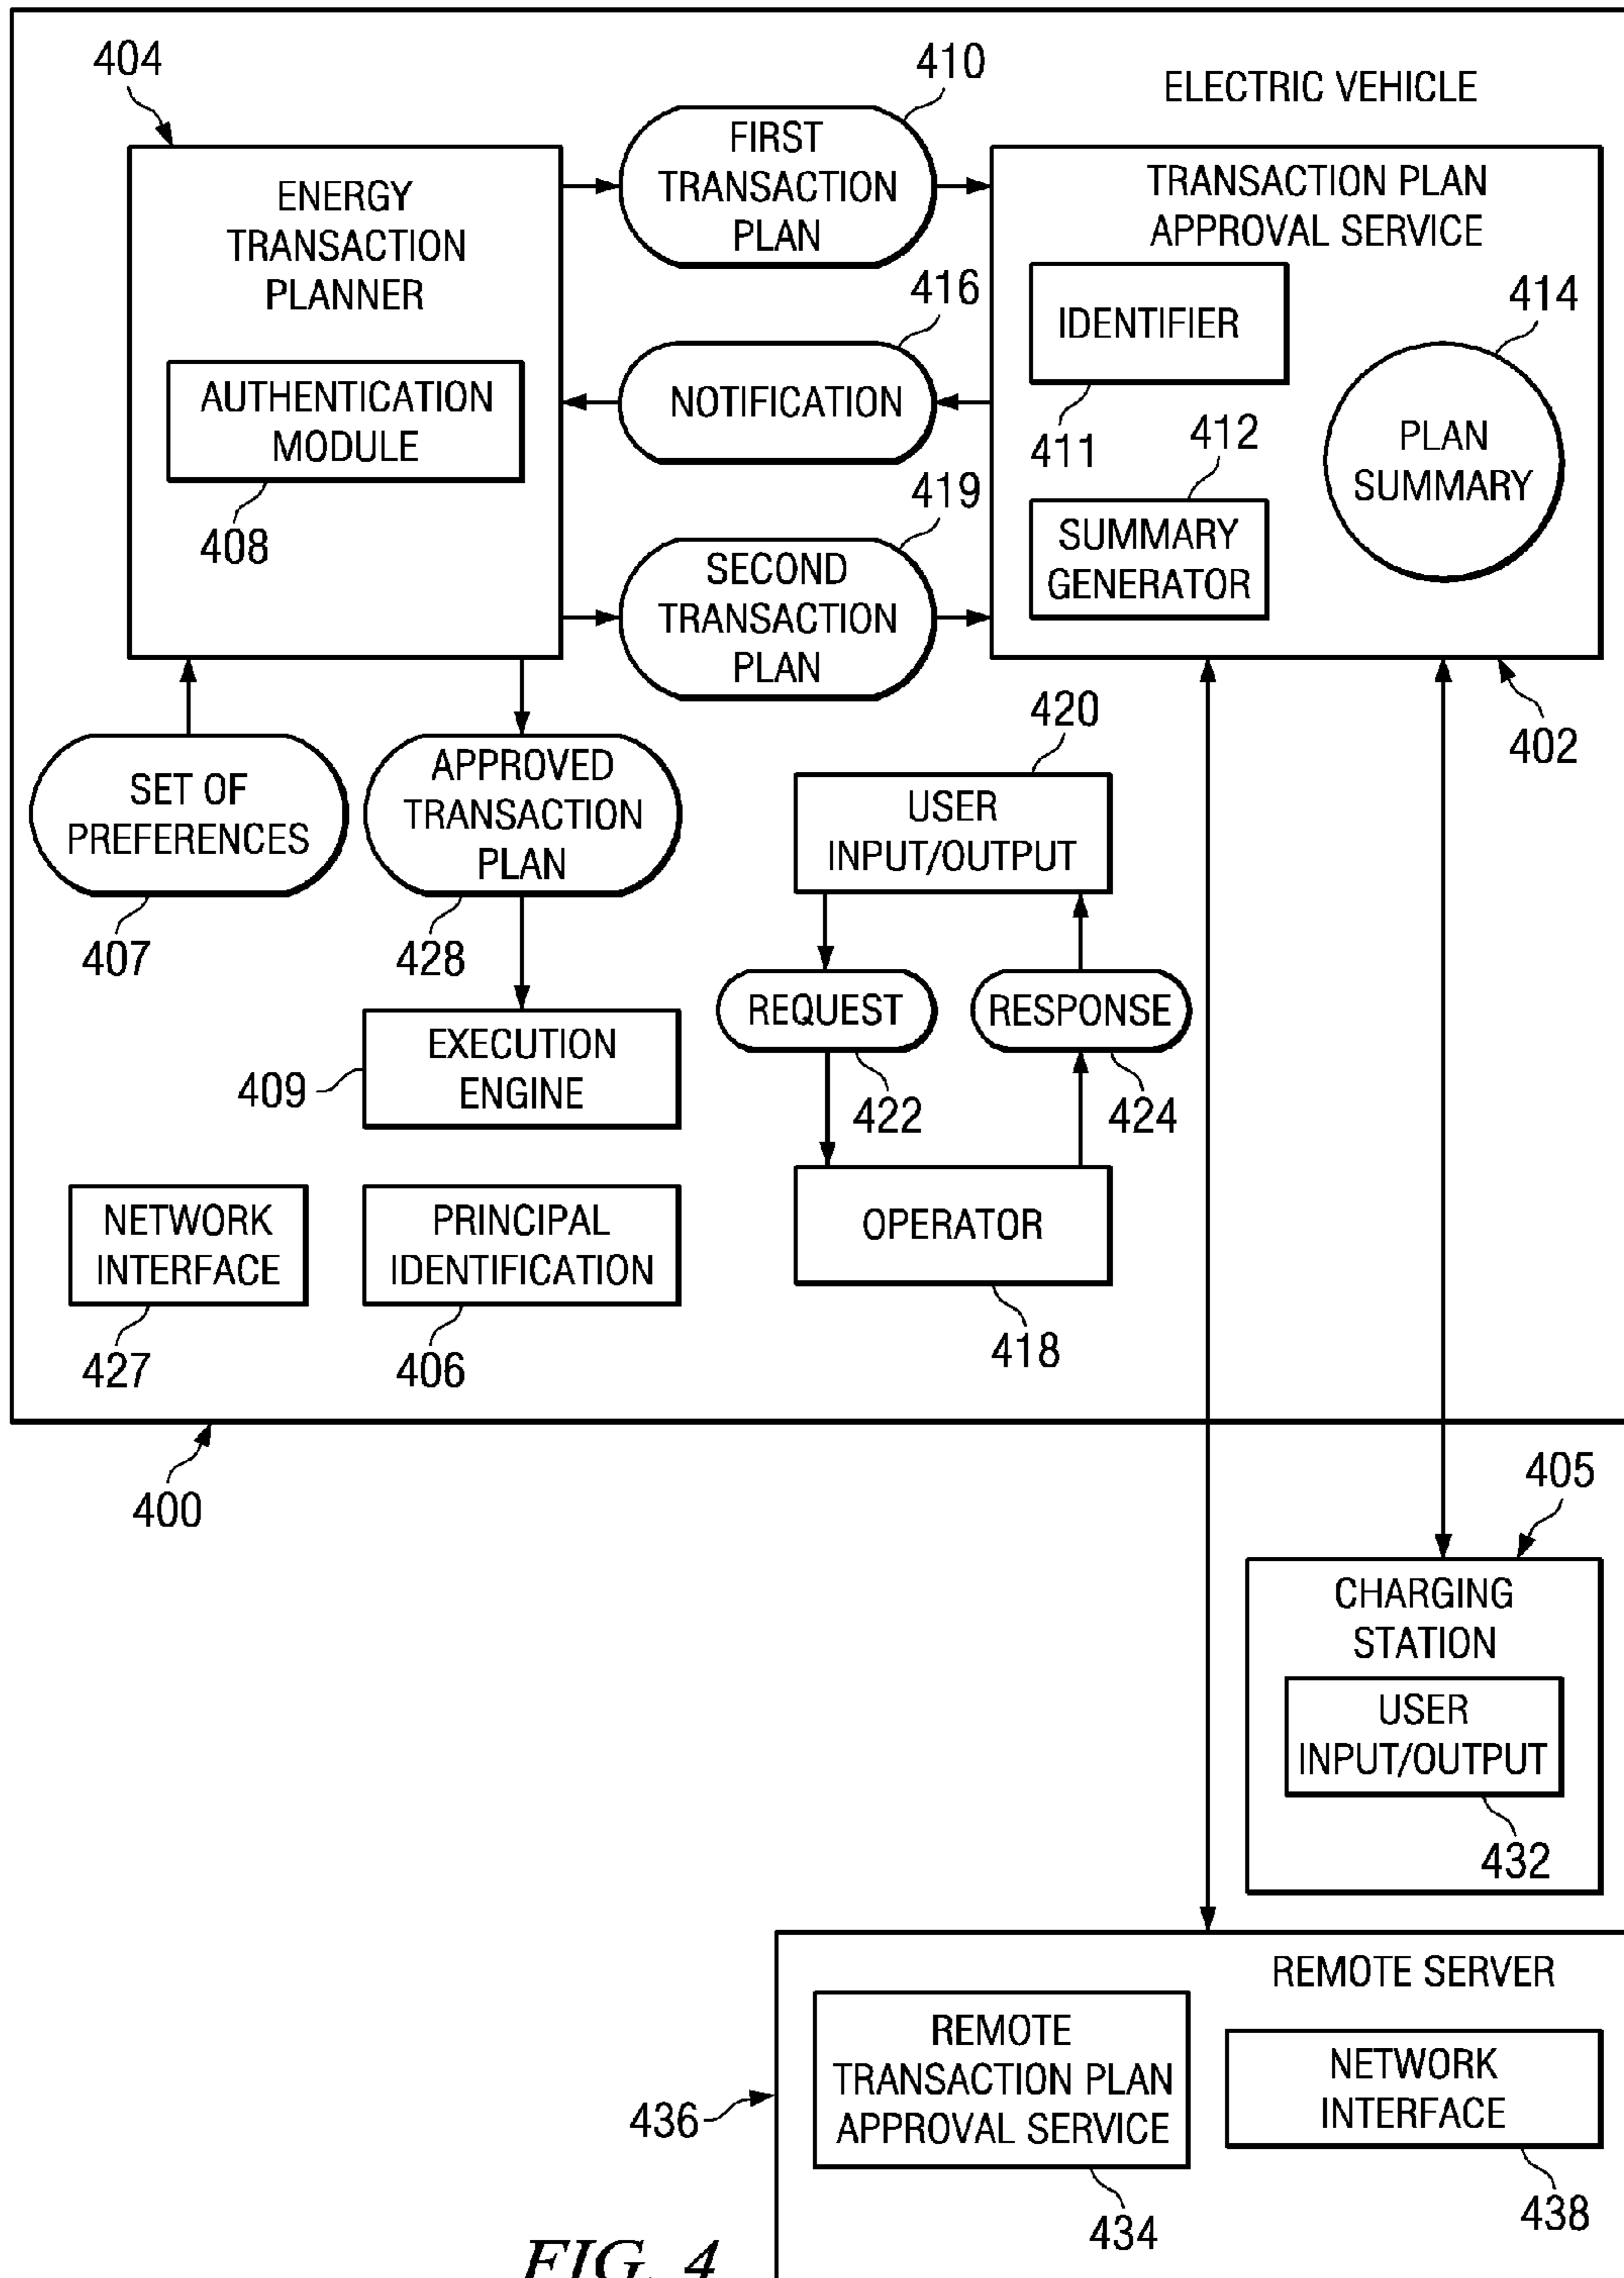 404
410
ELECTRIC VEHICLE
ENERGY
TRANSACTION
PLANNER
FIRST
TRANSACTION
PLAN
TRANSACTION PLAN
APPROVAL SERVICE
416
IDENTIFIER
414
AUTHENTICATION
MODULE
NOTIFICATION
411
412
PLAN
SUMMARY
408
419
SECOND
TRANSACTION
PLAN
SUMMARY
GENERATOR
420
402
SET OF
PREFERENCES
APPROVED
TRANSACTION
PLAN
USER
INPUT/OUTPUT
407
428
REQUEST
RESPONSE
409
EXECUTION
ENGINE
422
424
NETWORK
INTERFACE
PRINCIPAL
IDENTIFICATION
OPERATOR
427
406
418
400
405
CHARGING
STATION
USER
INPUT/OUTPUT
432
REMOTE SERVER
436
REMOTE
TRANSACTION PLAN
APPROVAL SERVICE
NETWORK
INTERFACE
434
438
FIG. 4